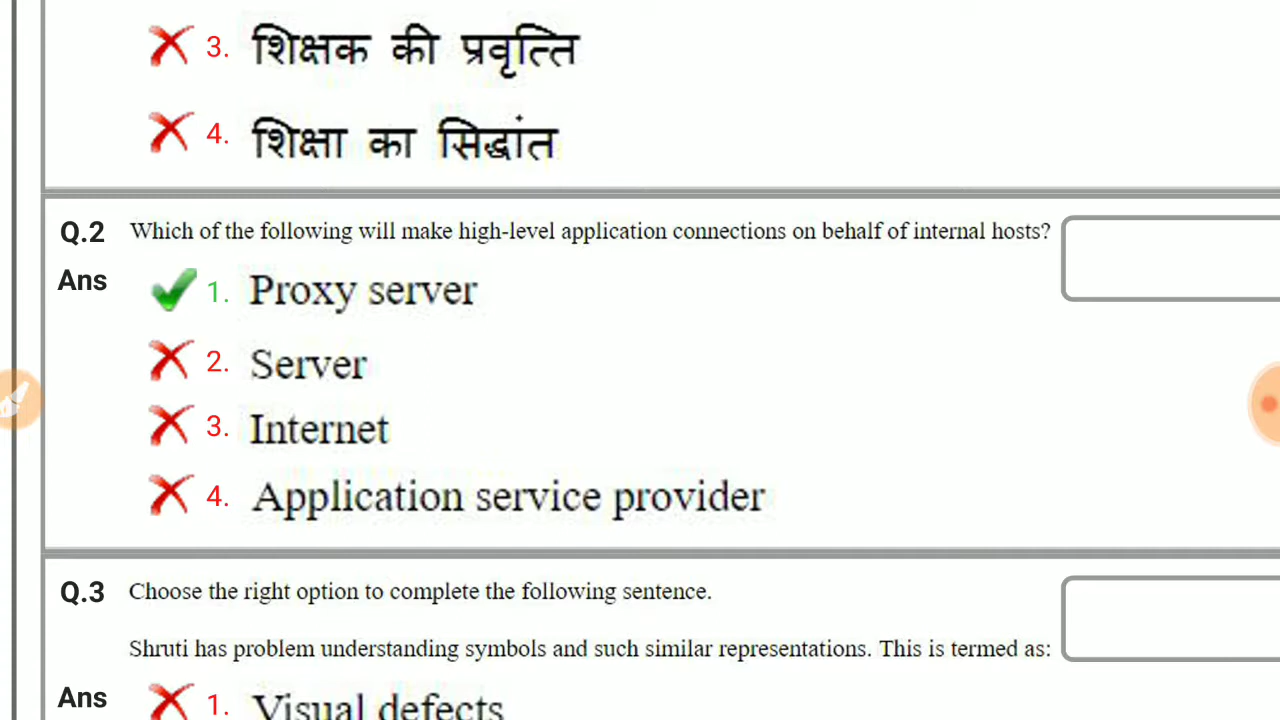 3. शिक्षक की प्रवृत्ति
4. शिक्षा का सिद्धांत
Q.2 Which of the following will make high-level application connections on behalf of internal hosts?
Ans 1. Proxy server
2. Server
3. Internet
4. Application service provider
Q.3 Choose the right option to complete the following sentence.
Shruti has problem understanding symbols and such similar representations. This is termed as:
Ans 1. Visual defects